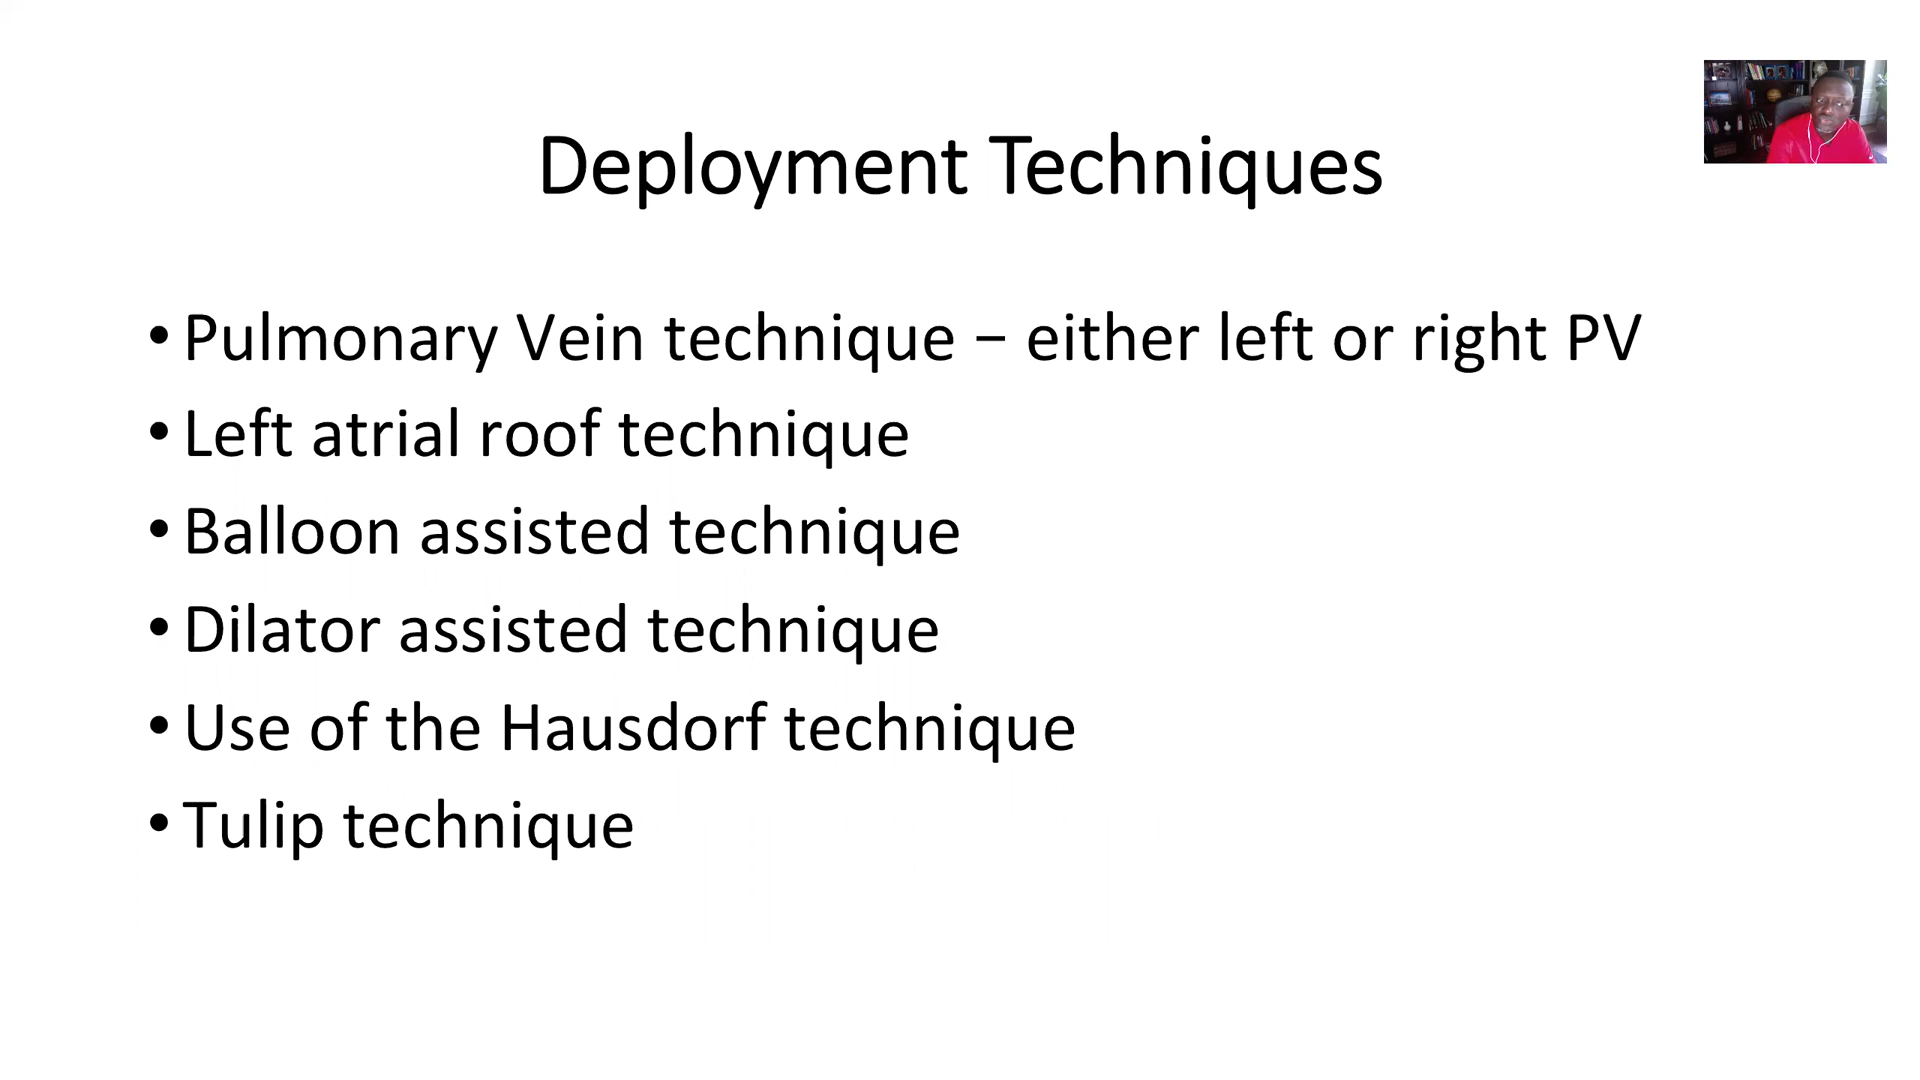 Deployment Techniques
• Pulmonary Vein technique – either left or right PV
• Left atrial roof technique
• Balloon assisted technique
• Dilator assisted technique
• Use of the Hausdorf technique
• Tulip technique